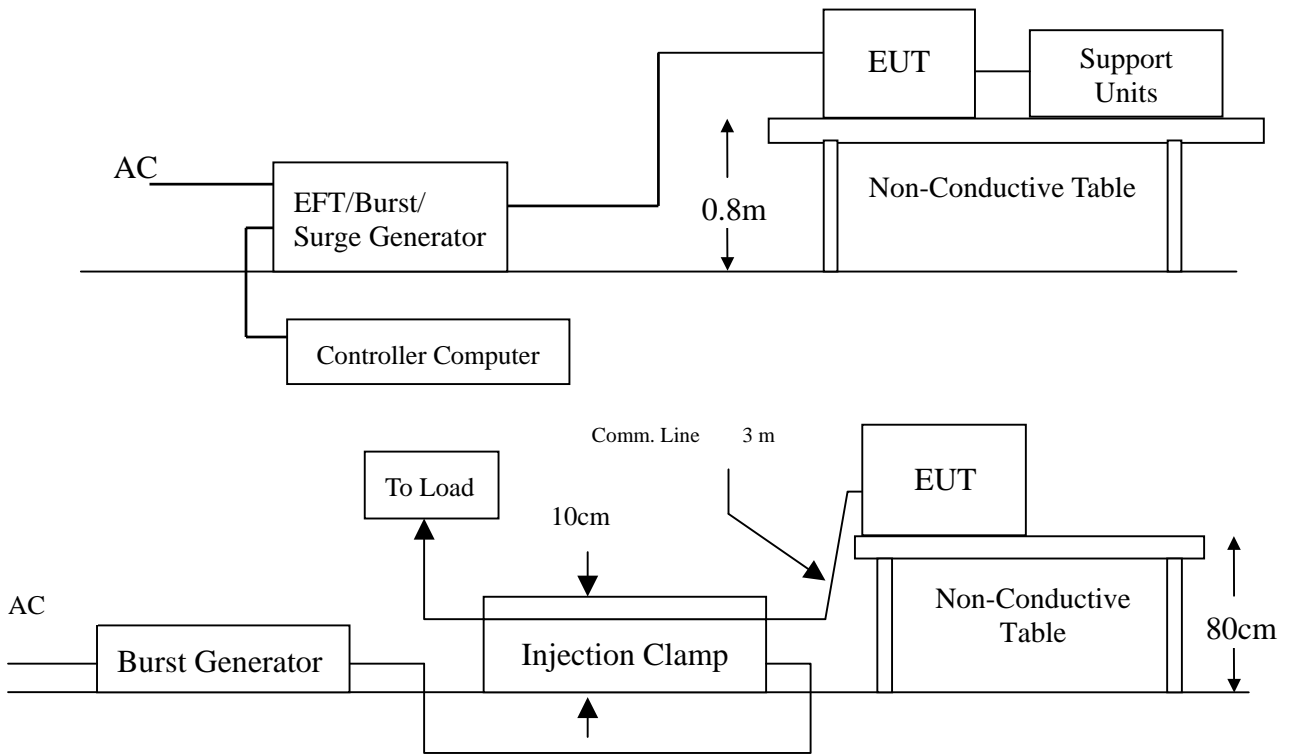 EUT
Support
Units
AC
EFT/Burst/
Surge Generator
0.8m
Non-Conductive Table
Controller Computer
Comm. Line 3 m
To Load
10cm
EUT
AC
Burst Generator
Injection Clamp
Non-Conductive
Table
80cm